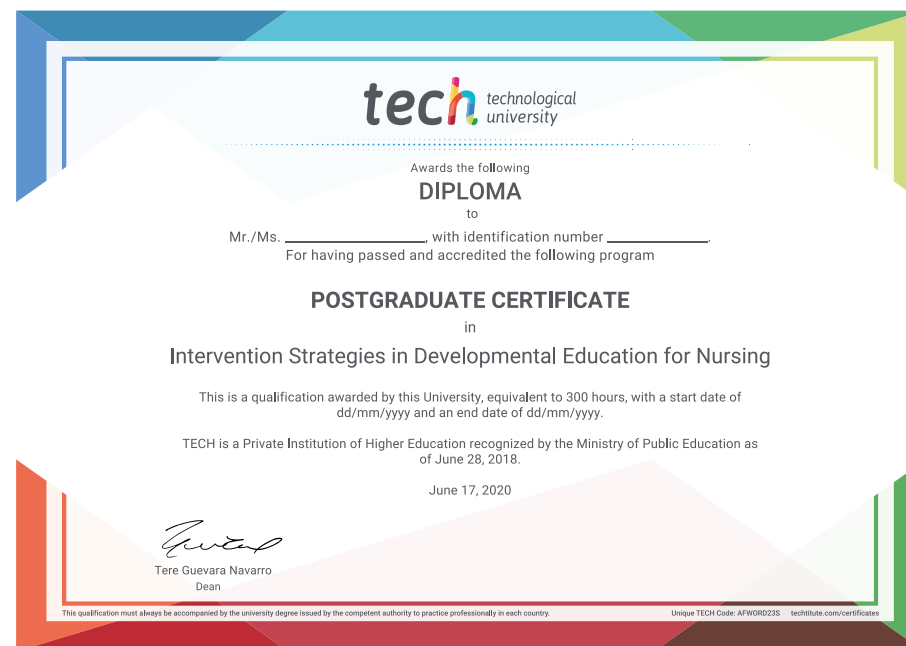 tech technological
university
Awards the following
DIPLOMA
to
Mr./Ms. ____________________, with identification number ______________.
For having passed and accredited the following program
POSTGRADUATE CERTIFICATE
in
Intervention Strategies in Developmental Education for Nursing
This is a qualification awarded by this University, equivalent to 300 hours, with a start date of
dd/mm/yyyy and an end date of dd/mm/yyyy.
TECH is a Private Institution of Higher Education recognized by the Ministry of Public Education as
of June 28, 2018.
June 17, 2020
Tere Guevara Navarro
Dean
This qualification must always be accompanied by the university degree issued by the competent authority to practice professionally in each country. Unique TECH Code: AFWORD23S techtitute.com/certificates